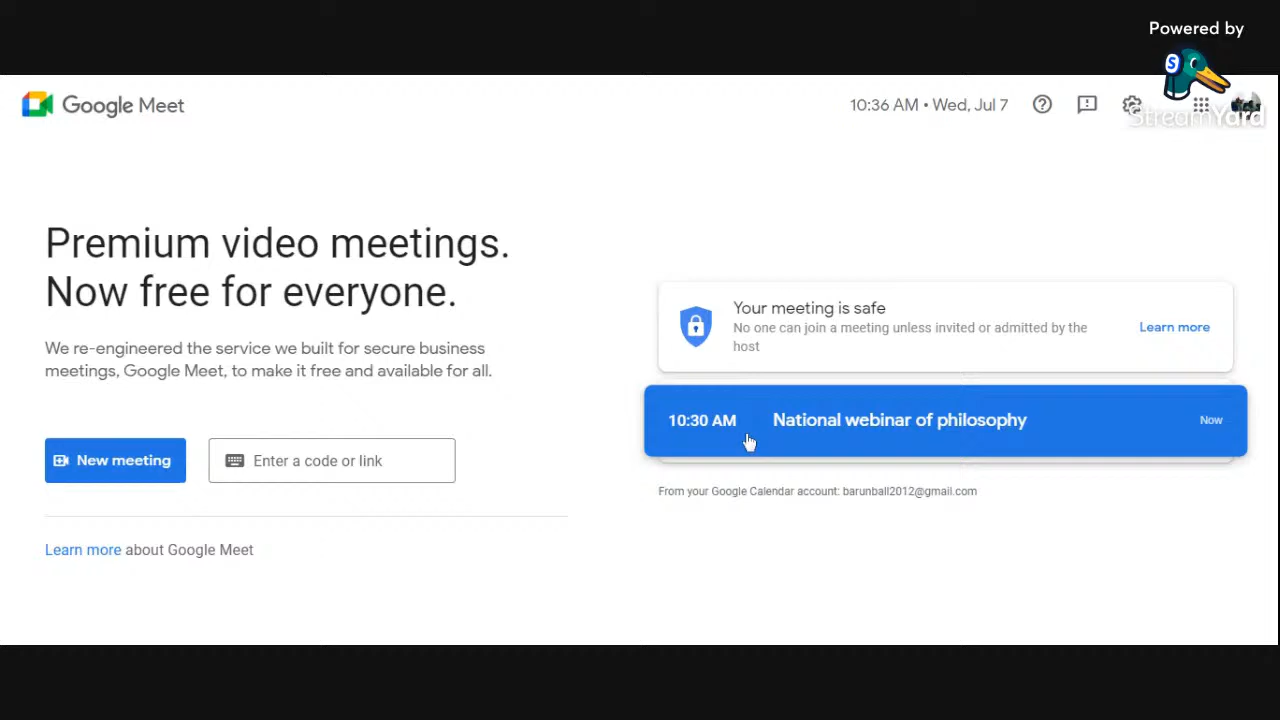 Powered by
StreamYard
Google Meet
10:36 AM • Wed, Jul 7
Premium video meetings.
Now free for everyone.
We re-engineered the service we built for secure business
meetings, Google Meet, to make it free and available for all.
New meeting
Enter a code or link
Learn more about Google Meet
Your meeting is safe
No one can join a meeting unless invited or admitted by the
host
Learn more
10:30 AM National webinar of philosophy Now
From your Google Calendar account: barunball2012@gmail.com